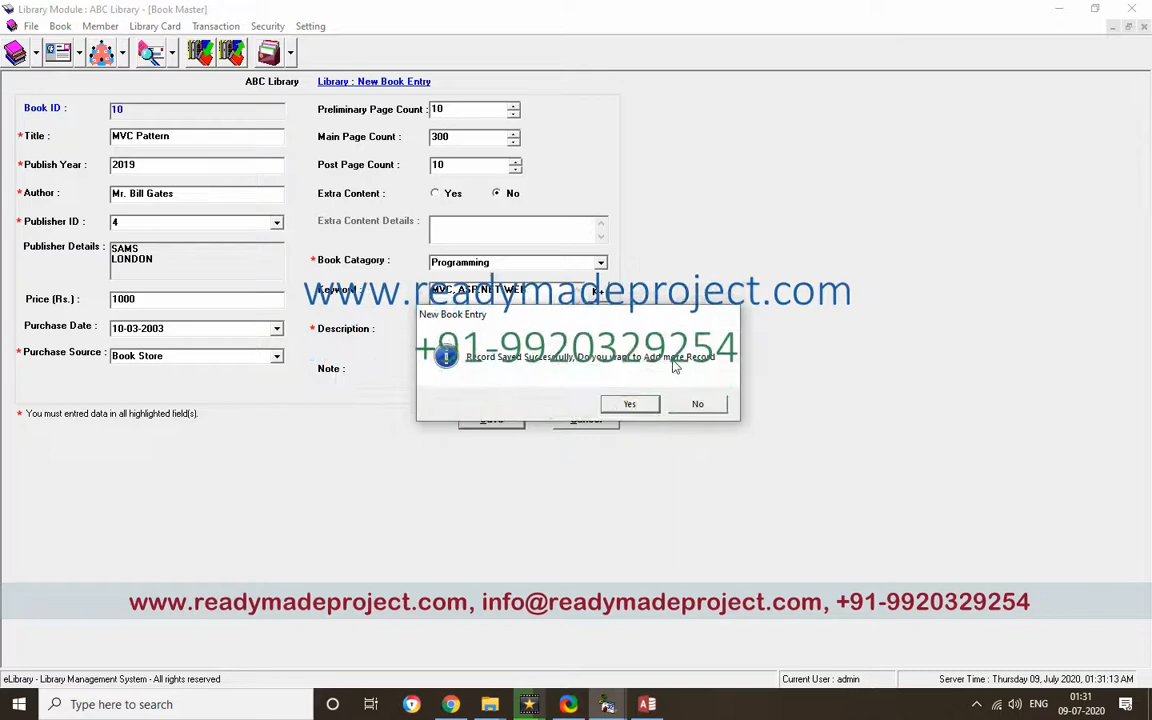 Library Module : ABC Library - [Book Master]
File Book Member Library Card Transaction Security Setting
ABC Library Library : New Book Entry
Book ID : 10
*Title : MVC Pattern
*Publish Year : 2019
*Author : Mr. Bill Gates
*Publisher ID : 4
Publisher Details : SAMS
LONDON
Price (Rs.) : 1000
Purchase Date : 10-03-2003
*Purchase Source : Book Store
* You must entred data in all highlighted field(s).
Preliminary Page Count : 10
Main Page Count : 300
Post Page Count : 10
Extra Content : Yes No
Extra Content Details :
*Book Catagory : Programming
Keyword : MVC, ASP.NET WEB
*Description :
Note :
www.readymadeproject.com
New Book Entry
+91-9920329254
Record Saved Successfully, Do you want to Add more Record
Yes No
www.readymadeproject.com, info@readymadeproject.com, +91-9920329254
eLibrary - Library Management System - All rights reserved
Current User : admin
Server Time : Thursday 09, July 2020, 01:31:13 AM
Type here to search
ENG
01:31
09-07-2020